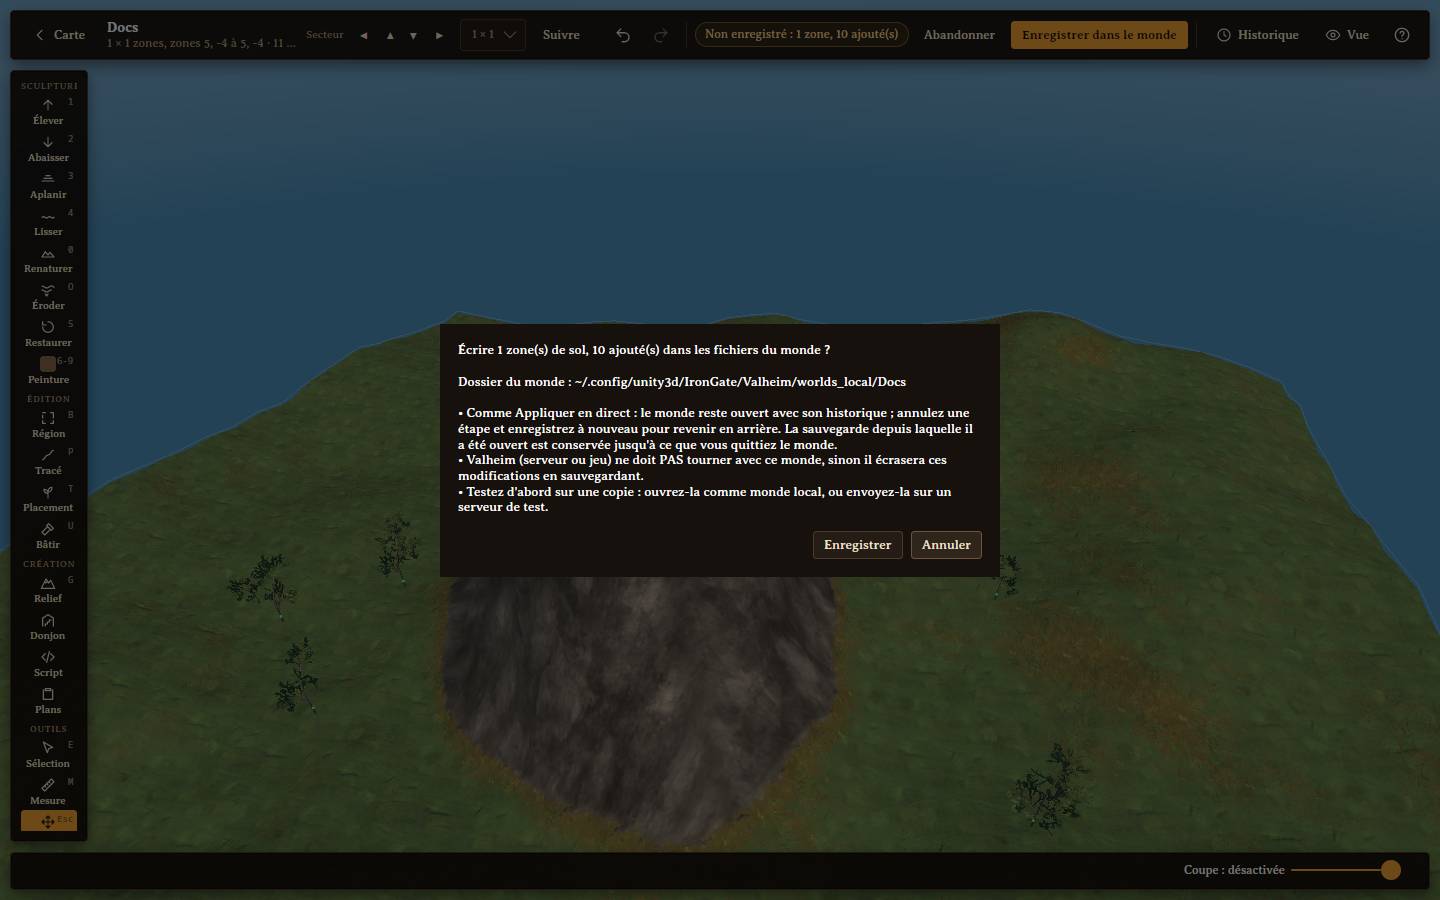 Carte
Docs
1 × 1 zones, zones 5, -4 à 5, -4 · 11 ...
Secteur
1 × 1
Suivre
Non enregistré : 1 zone, 10 ajouté(s)
Abandonner
Enregistrer dans le monde
Historique
Vue
SCULPTURE
1
Élever
2
Abaisser
3
Aplanir
4
Lisser
0
Renaturer
O
Éroder
S
Restaurer
6-9
Peinture
ÉDITION
B
Région
P
Tracé
T
Placement
U
Bâtir
CRÉATION
G
Relief
Donjon
Script
Plans
OUTILS
E
Sélection
M
Mesure
Esc
Écrire 1 zone(s) de sol, 10 ajouté(s) dans les fichiers du monde ?
Dossier du monde : ~/.config/unity3d/IronGate/Valheim/worlds_local/Docs
• Comme Appliquer en direct : le monde reste ouvert avec son historique ; annulez une
étape et enregistrez à nouveau pour revenir en arrière. La sauvegarde depuis laquelle il
a été ouvert est conservée jusqu'à ce que vous quittiez le monde.
• Valheim (serveur ou jeu) ne doit PAS tourner avec ce monde, sinon il écrasera ces
modifications en sauvegardant.
• Testez d'abord sur une copie : ouvrez-la comme monde local, ou envoyez-la sur un
serveur de test.
Enregistrer
Annuler
Coupe : désactivée